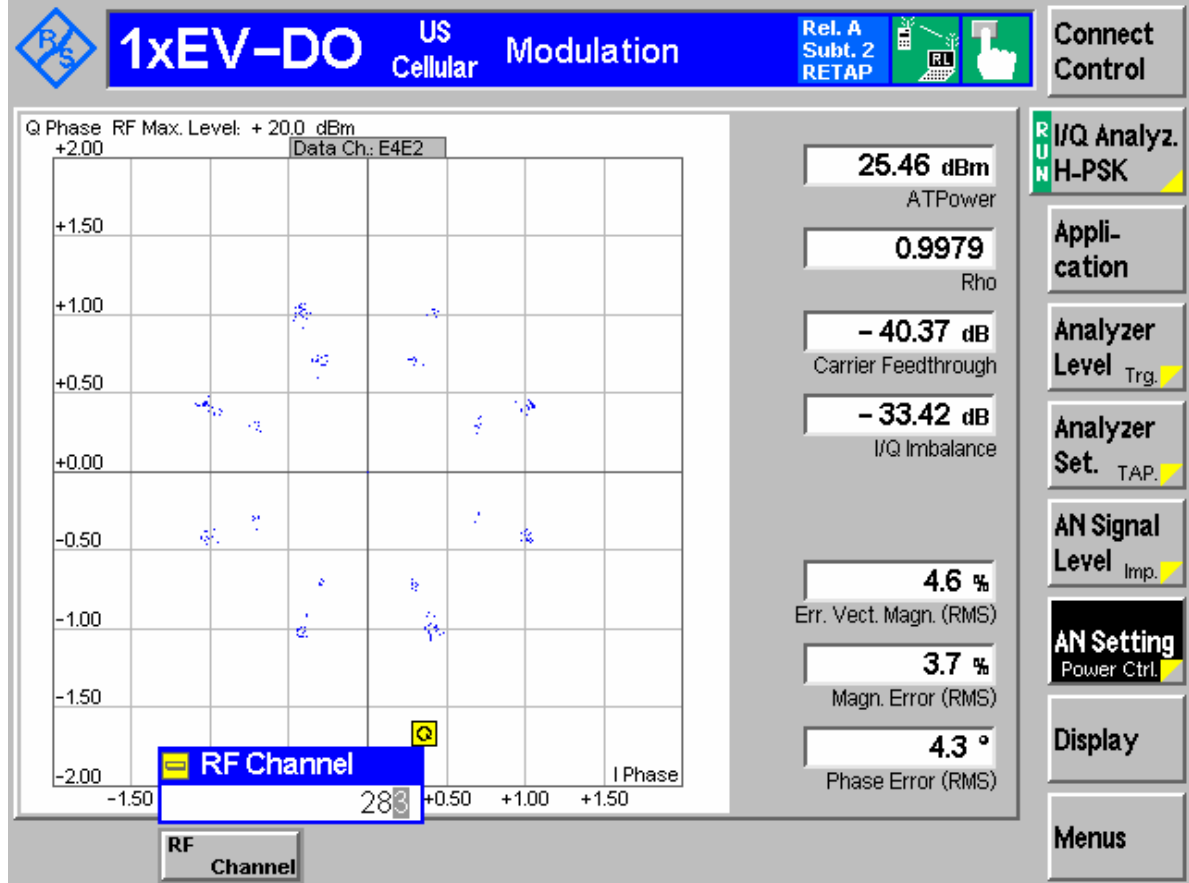 R/S
1xEV-DO
US
Cellular
Modulation
Rel. A
Subt. 2
RETAP
RL
Connect
Control
Q Phase RF Max. Level: + 20.0 dBm
Data Ch.: E4E2
+2.00
+1.50
+1.00
+0.50
+0.00
-0.50
-1.00
-1.50
-2.00
I Phase
-1.50
+0.50
+1.00
+1.50
Q
RF Channel
283
RF
Channel
25.46 dBm
ATPower
0.9979
Rho
- 40.37 dB
Carrier Feedthrough
- 33.42 dB
I/Q Imbalance
4.6 %
Err. Vect. Magn. (RMS)
3.7 %
Magn. Error (RMS)
4.3 °
Phase Error (RMS)
RUN
I/Q Analyz.
H-PSK
Appli-
cation
Analyzer
Level Trg.
Analyzer
Set. TAP.
AN Signal
Level Imp.
AN Setting
Power Ctrl.
Display
Menus